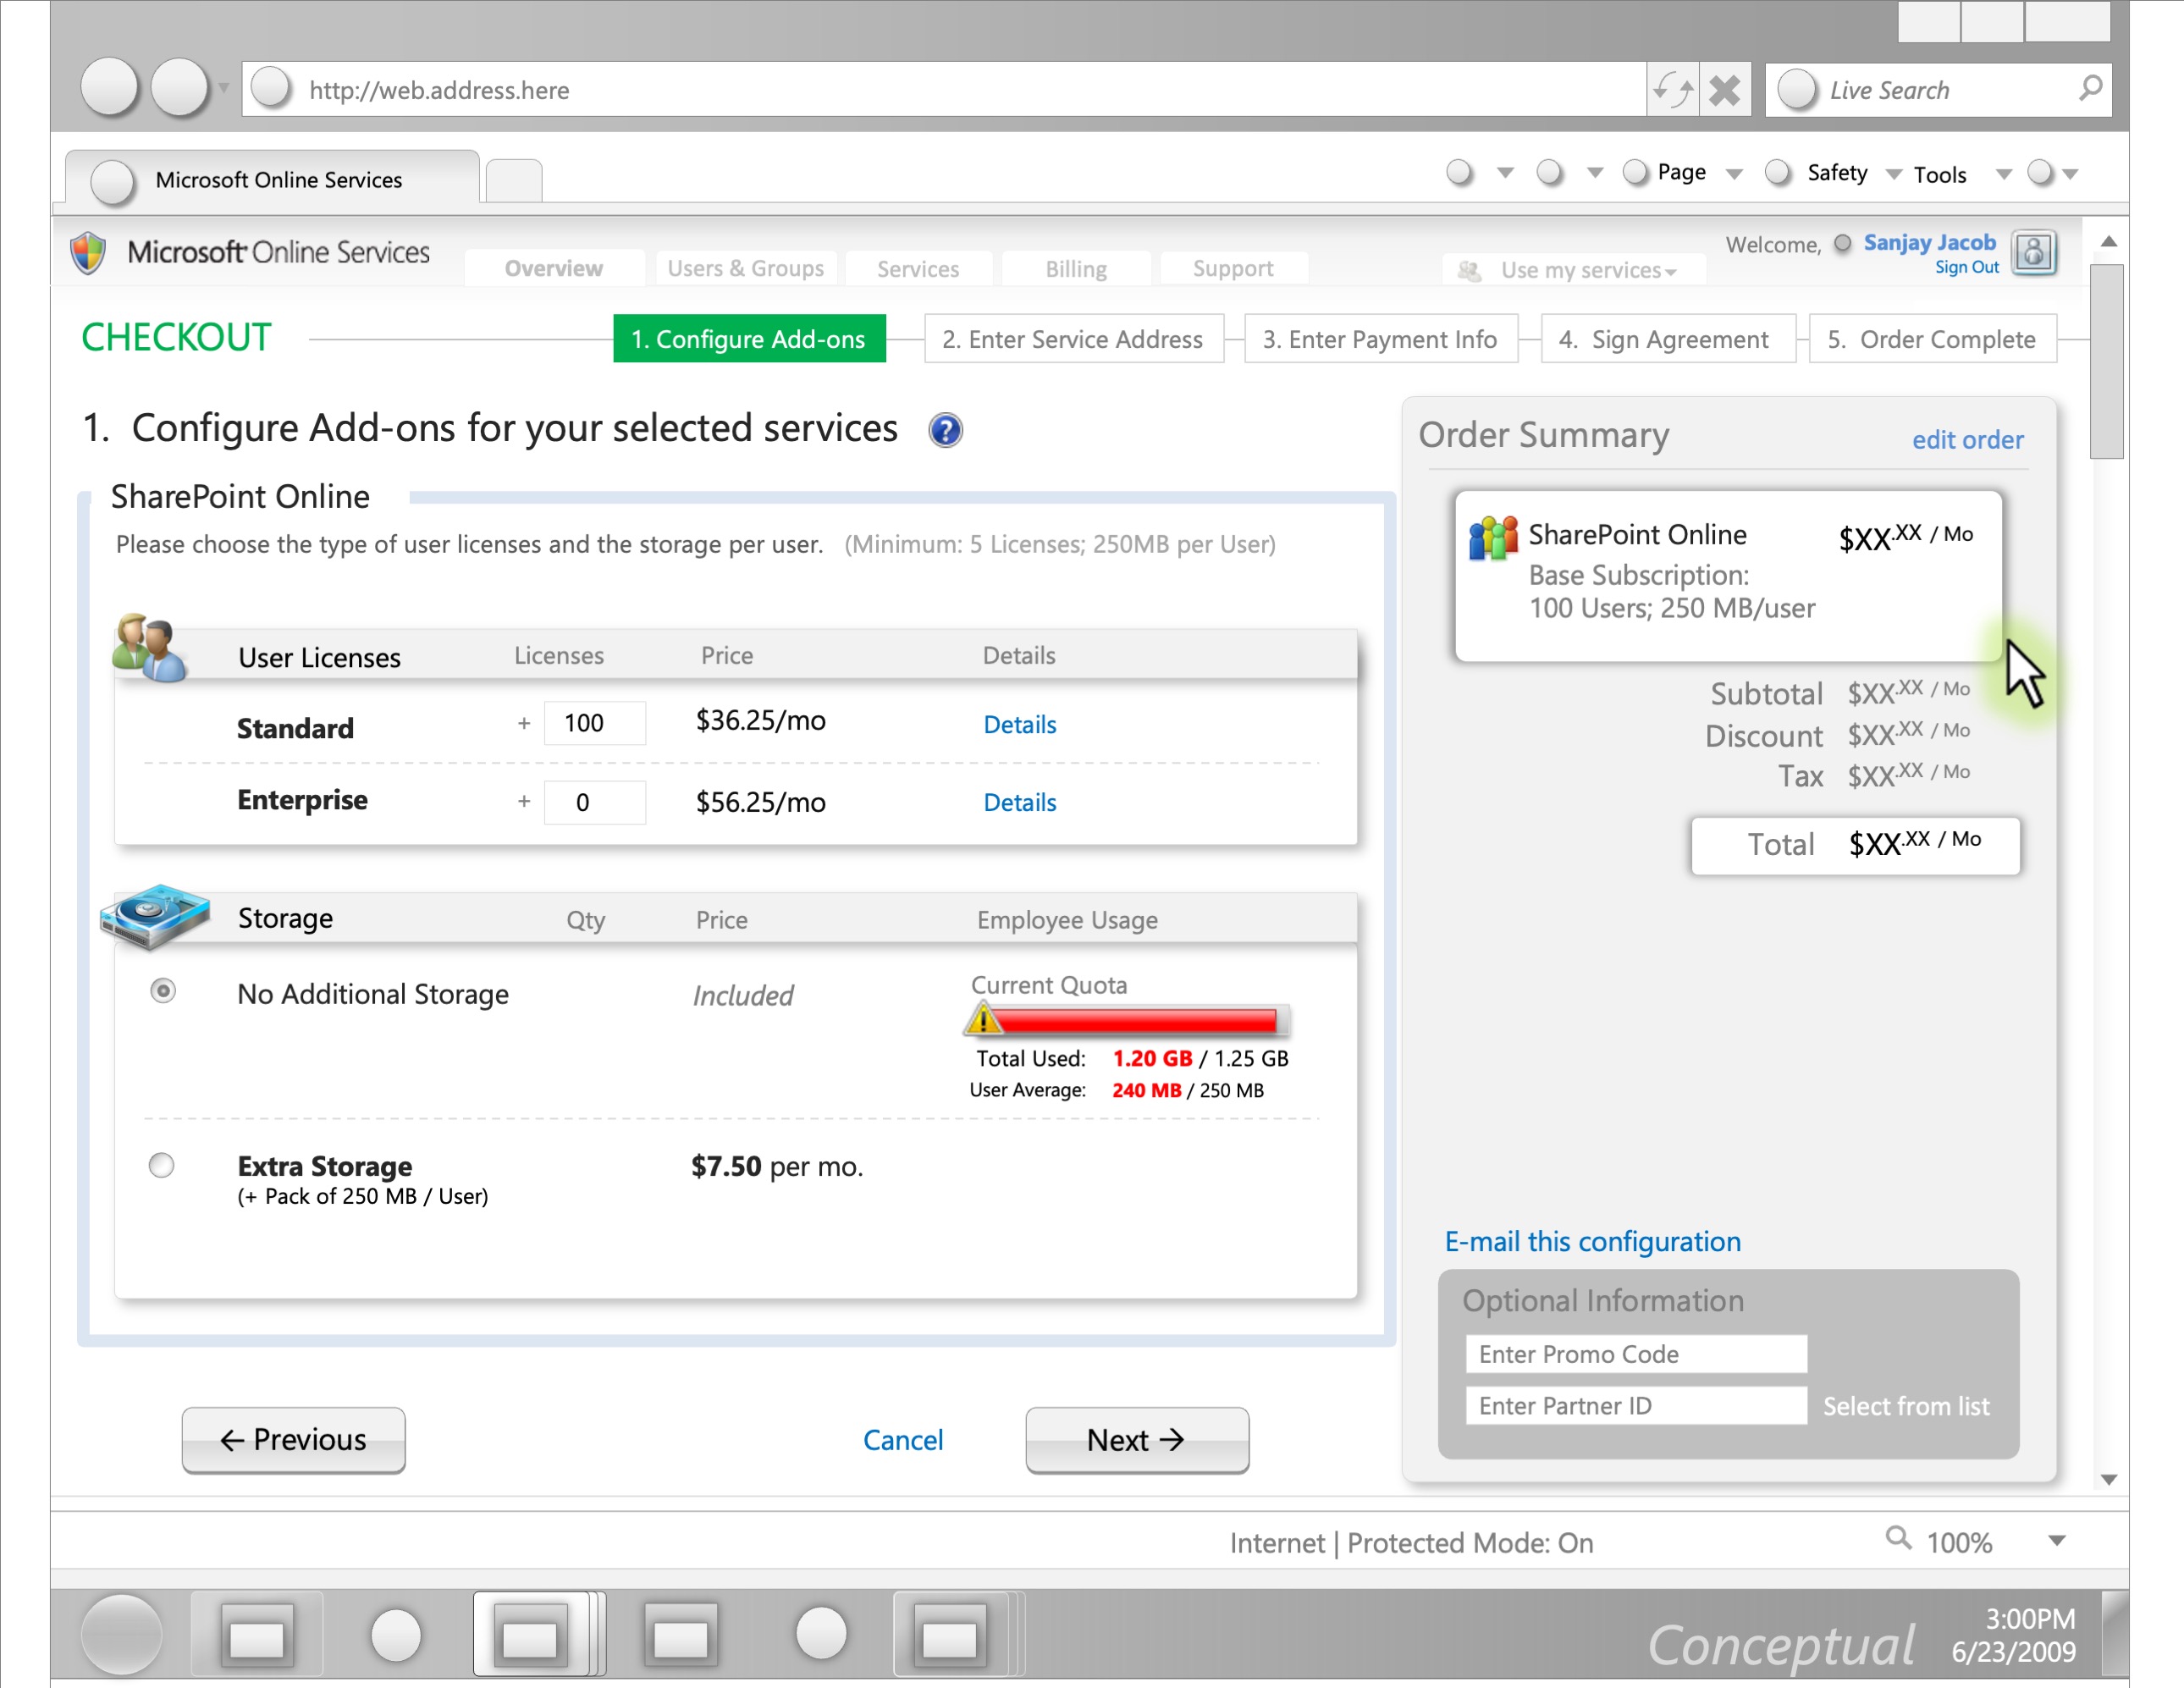 http://web.address.here
Live Search
Microsoft Online Services
Page
Safety
Tools
Microsoft Online Services
Overview
Users & Groups
Services
Billing
Support
Use my services
Welcome, Sanjay Jacob
Sign Out
CHECKOUT
1. Configure Add-ons
2. Enter Service Address
3. Enter Payment Info
4. Sign Agreement
5. Order Complete
1. Configure Add-ons for your selected services ?
SharePoint Online
Please choose the type of user licenses and the storage per user. (Minimum: 5 Licenses; 250MB per User)
User Licenses Licenses Price Details
Standard + 100 $36.25/mo Details
Enterprise + 0 $56.25/mo Details
Storage Qty Price Employee Usage
No Additional Storage Included
Current Quota
Total Used: 1.20 GB / 1.25 GB
User Average: 240 MB / 250 MB
Extra Storage $7.50 per mo.
(+ Pack of 250 MB / User)
← Previous
Cancel
Next →
Order Summary
edit order
SharePoint Online $XX.XX / Mo
Base Subscription:
100 Users; 250 MB/user
Subtotal $XX.XX / Mo
Discount $XX.XX / Mo
Tax $XX.XX / Mo
Total $XX.XX / Mo
E-mail this configuration
Optional Information
Enter Promo Code
Enter Partner ID
Select from list
Internet | Protected Mode: On
100%
Conceptual
3:00PM
6/23/2009